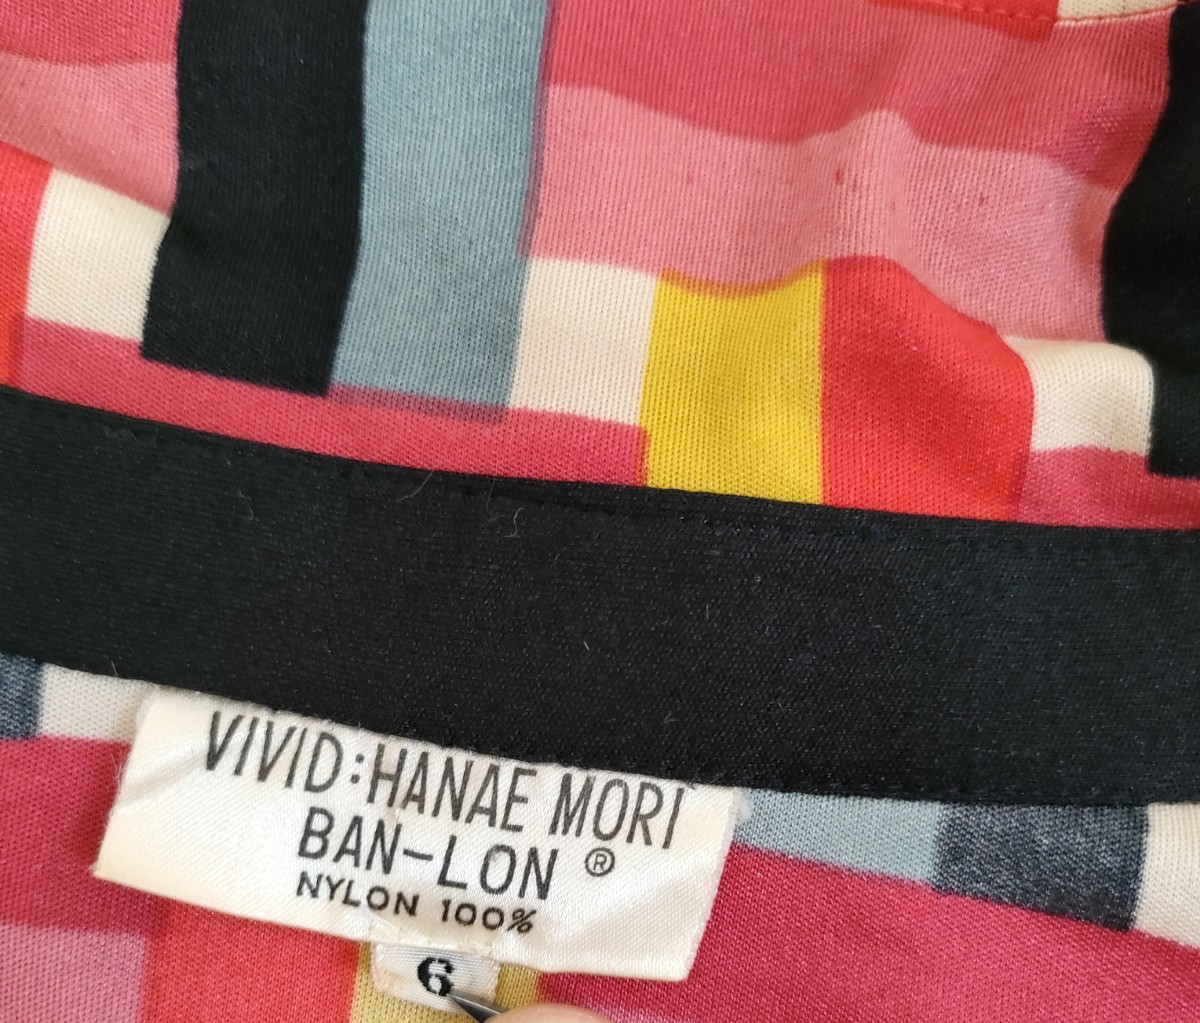 VIVID:HANAE MORI
BAN-LON ®
NYLON 100%
6